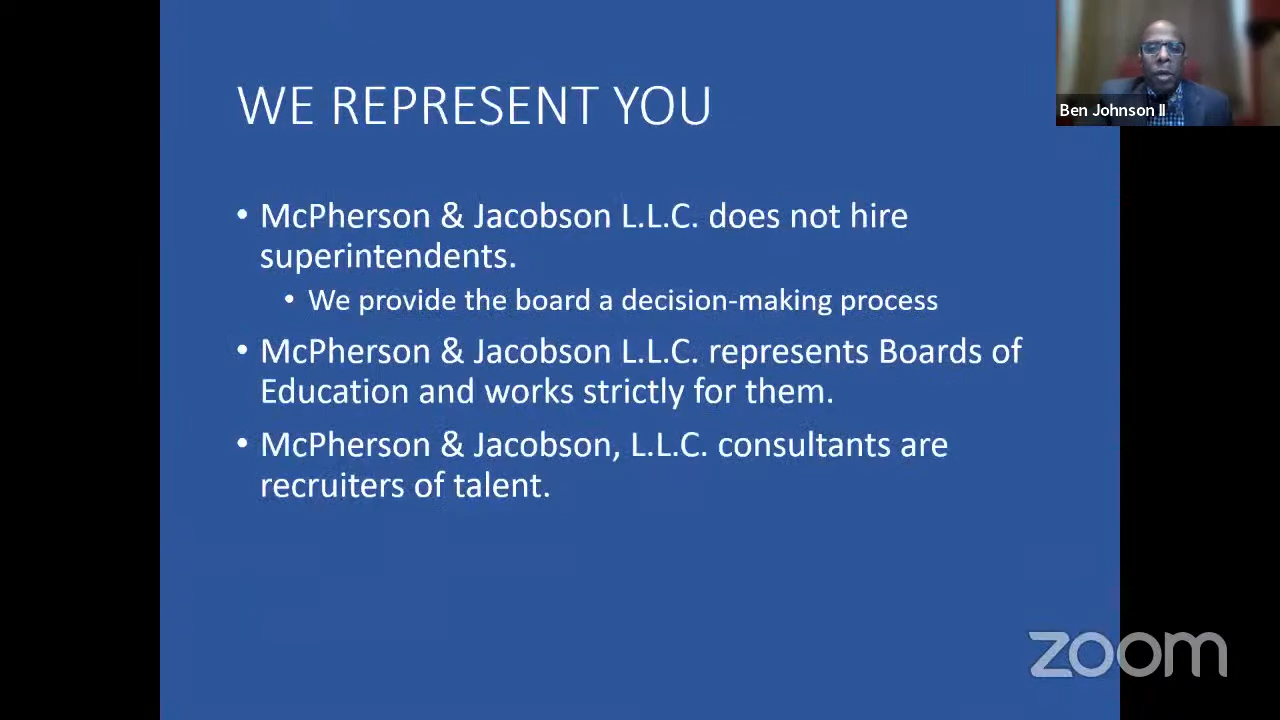 WE REPRESENT YOU
Ben Johnson II
• McPherson & Jacobson L.L.C. does not hire
superintendents.
• We provide the board a decision-making process
• McPherson & Jacobson L.L.C. represents Boards of
Education and works strictly for them.
• McPherson & Jacobson, L.L.C. consultants are
recruiters of talent.
zoom